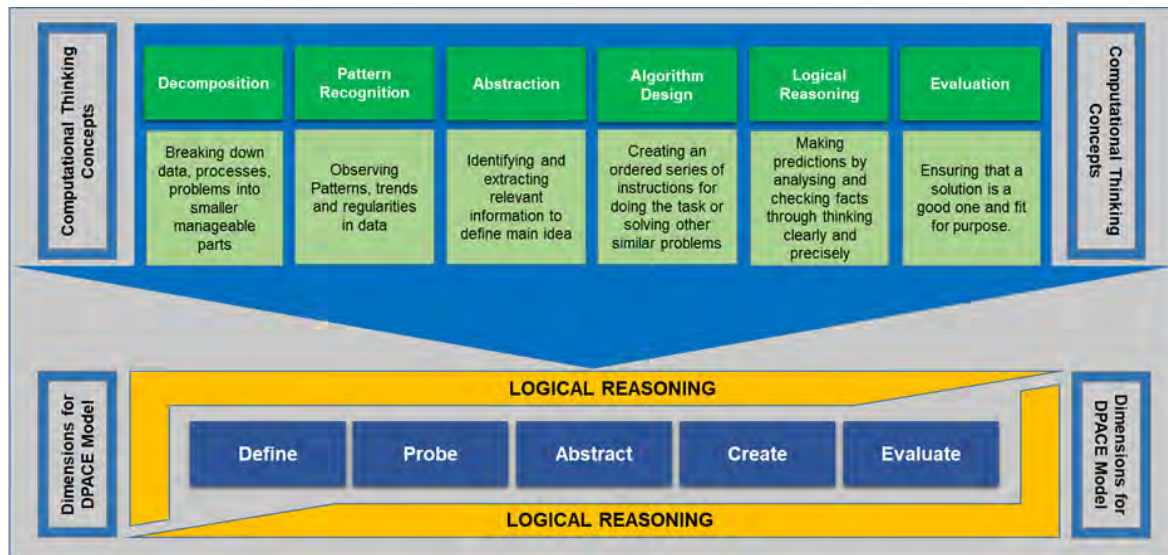 Computational Thinking
Concepts
Decomposition
Pattern
Recognition
Abstraction
Algorithm
Design
Logical
Reasoning
Evaluation
Breaking down
data, processes,
problems into
smaller
manageable
parts
Observing
Patterns, trends
and regularities
in data
Identifying and
extracting
relevant
information to
define main idea
Creating an
ordered series of
instructions for
doing the task or
solving other
similar problems
Making
predictions by
analysing and
checking facts
through thinking
clearly and
precisely
Ensuring that a
solution is a
good one and fit
for purpose.
Computational Thinking
Concepts
Dimensions for
DPACE Model
LOGICAL REASONING
Define
Probe
Abstract
Create
Evaluate
LOGICAL REASONING
Dimensions for
DPACE Model